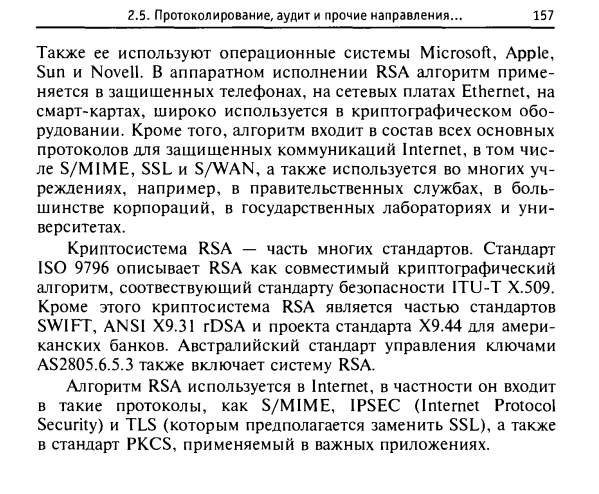 2.5. Протоколирование, аудит и прочие направления... 157
Также ее используют операционные системы Microsoft, Apple,
Sun и Novell. В аппаратном исполнении RSA алгоритм приме-
няется в защищенных телефонах, на сетевых платах Ethernet, на
смарт-картах, широко используется в криптографическом обо-
рудовании. Кроме того, алгоритм входит в состав всех основных
протоколов для защищенных коммуникаций Internet, в том чис-
ле S/MIME, SSL и S/WAN, а также используется во многих уч-
реждениях, например, в правительственных службах, в боль-
шинстве корпораций, в государственных лабораториях и уни-
верситетах.
Криптосистема RSA — часть многих стандартов. Стандарт
ISO 9796 описывает RSA как совместимый криптографический
алгоритм, соотвествующий стандарту безопасности ITU-T X.509.
Кроме этого криптосистема RSA является частью стандартов
SWIFT, ANSI X9.31 rDSA и проекта стандарта X9.44 для амери-
канских банков. Австралийский стандарт управления ключами
AS2805.6.5.3 также включает систему RSA.
Алгоритм RSA используется в Internet, в частности он входит
в такие протоколы, как S/MIME, IPSEC (Internet Protocol
Security) и TLS (которым предполагается заменить SSL), а также
в стандарт PKCS, применяемый в важных приложениях.